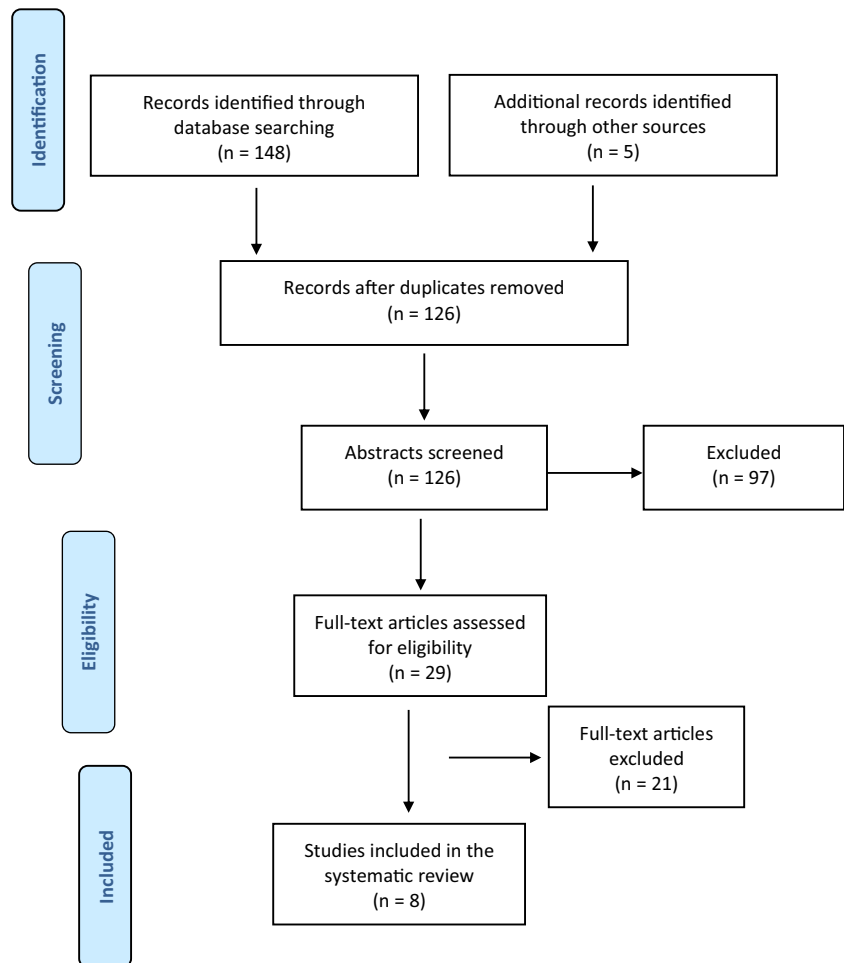 Identification
Records identified through
database searching
(n = 148)
Additional records identified
through other sources
(n = 5)
Screening
Records after duplicates removed
(n = 126)
Abstracts screened
(n = 126)
Excluded
(n = 97)
Eligibility
Full-text articles assessed
for eligibility
(n = 29)
Full-text articles
excluded
(n = 21)
Included
Studies included in the
systematic review
(n = 8)